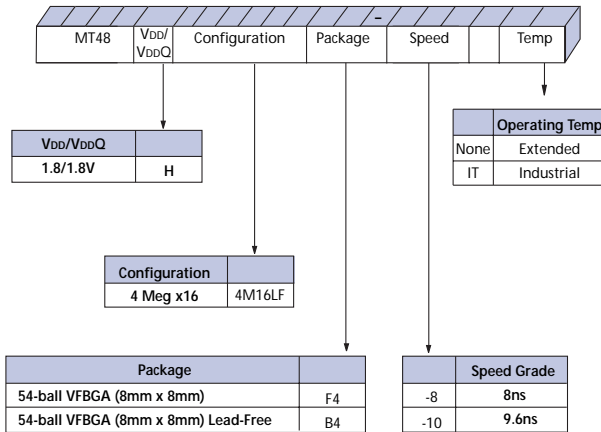 -
MT48
VDD/
VDDQ
Configuration
Package
Speed
Temp
VDD/VDDQ
1.8/1.8V H
Operating Temp
None Extended
IT Industrial
Configuration
4 Meg x16 4M16LF
Package
54-ball VFBGA (8mm x 8mm) F4
54-ball VFBGA (8mm x 8mm) Lead-Free B4
Speed Grade
-8 8ns
-10 9.6ns